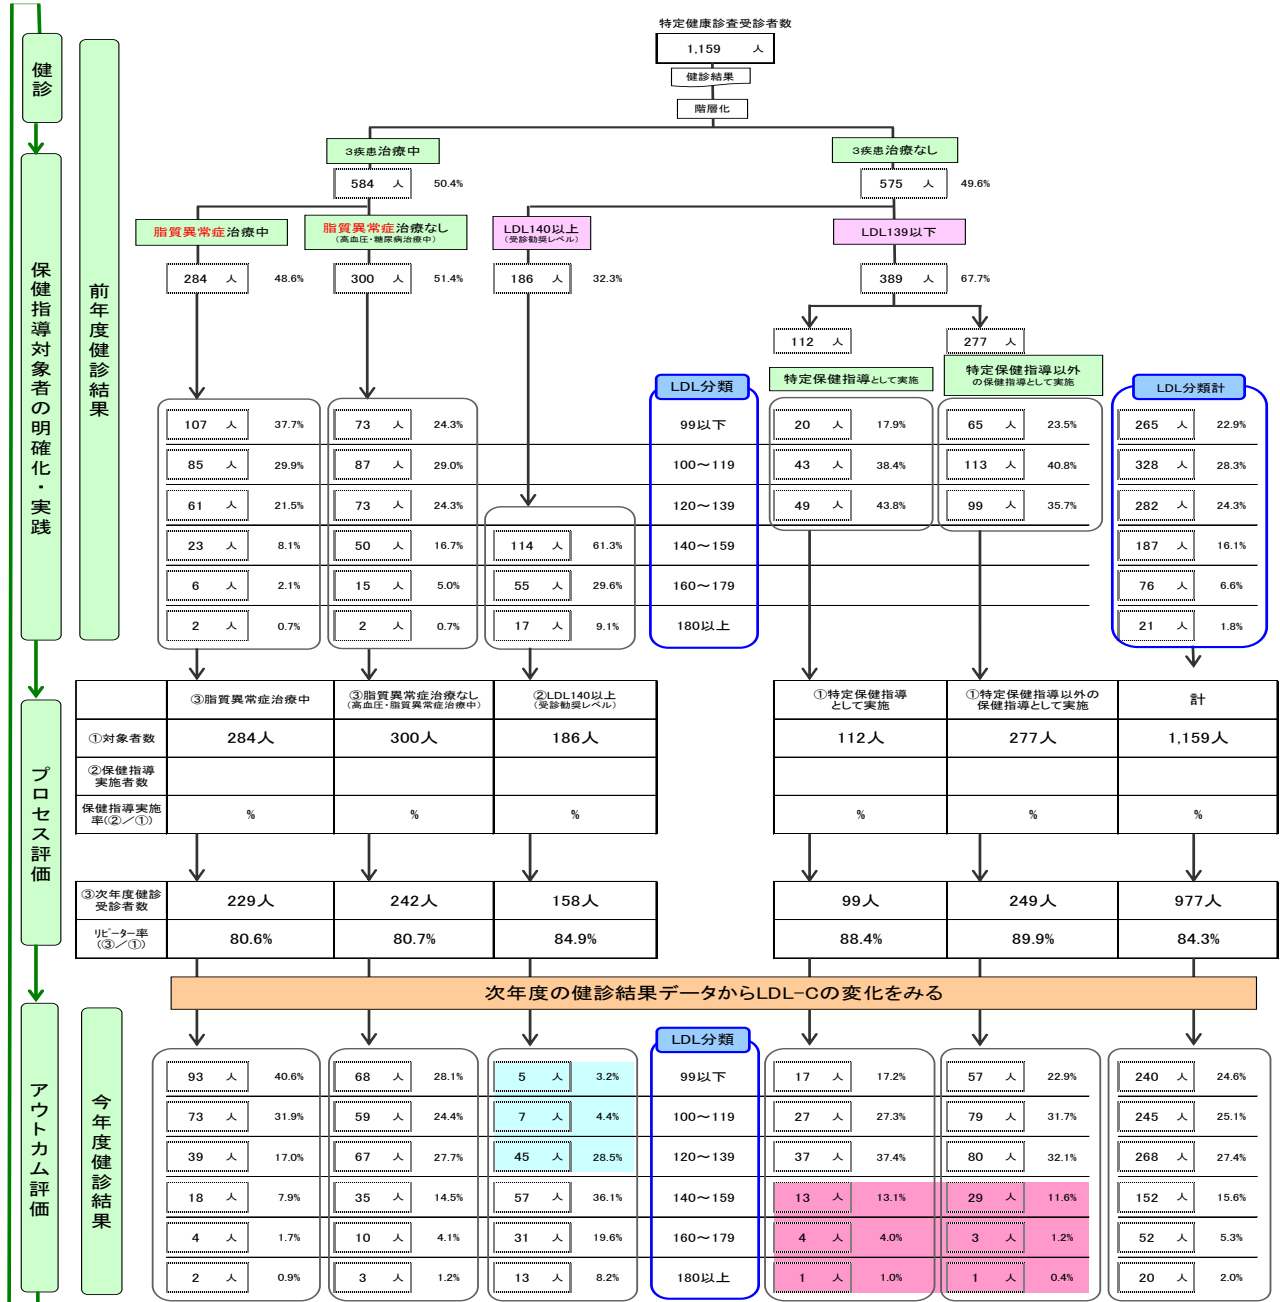 特定健康診査受診者数
1,159 人
健診結果
階層化
健診
3疾患治療中
3疾患治療なし
584 人 50.4%
575 人 49.6%
脂質異常症治療中
脂質異常症治療なし
(高血圧・糖尿病治療中)
LDL140以上
(受診勧奨レベル)
LDL139以下
284 人 48.6%
300 人 51.4%
186 人 32.3%
389 人 67.7%
112 人
277 人
保健指導対象者の明確化・実践
前年度健診結果
LDL分類
特定保健指導として実施
特定保健指導以外
の保健指導として実施
LDL分類計
107 人 37.7% 73 人 24.3% 99以下 20 人 17.9% 65 人 23.5% 265 人 22.9%
85 人 29.9% 87 人 29.0% 100～119 43 人 38.4% 113 人 40.8% 328 人 28.3%
61 人 21.5% 73 人 24.3% 120～139 49 人 43.8% 99 人 35.7% 282 人 24.3%
23 人 8.1% 50 人 16.7% 114 人 61.3% 140～159 187 人 16.1%
6 人 2.1% 15 人 5.0% 55 人 29.6% 160～179 76 人 6.6%
2 人 0.7% 2 人 0.7% 17 人 9.1% 180以上 21 人 1.8%
プロセス評価
③脂質異常症治療中
③脂質異常症治療なし
(高血圧・脂質異常症治療中)
②LDL140以上
(受診勧奨レベル)
①特定保健指導
として実施
①特定保健指導以外の
保健指導として実施
計
①対象者数 284人 300人 186人 112人 277人 1,159人
②保健指導
実施者数
保健指導実施
率(②／①)
% % % % % %
③次年度健診
受診者数
229人 242人 158人 99人 249人 977人
ﾘﾋﾟｰﾀｰ率
(③／①)
80.6% 80.7% 84.9% 88.4% 89.9% 84.3%
次年度の健診結果データからLDL-Cの変化をみる
アウトカム評価
今年度健診結果
LDL分類
93 人 40.6% 68 人 28.1% 5 人 3.2% 99以下 17 人 17.2% 57 人 22.9% 240 人 24.6%
73 人 31.9% 59 人 24.4% 7 人 4.4% 100～119 27 人 27.3% 79 人 31.7% 245 人 25.1%
39 人 17.0% 67 人 27.7% 45 人 28.5% 120～139 37 人 37.4% 80 人 32.1% 268 人 27.4%
18 人 7.9% 35 人 14.5% 57 人 36.1% 140～159 13 人 13.1% 29 人 11.6% 152 人 15.6%
4 人 1.7% 10 人 4.1% 31 人 19.6% 160～179 4 人 4.0% 3 人 1.2% 52 人 5.3%
2 人 0.9% 3 人 1.2% 13 人 8.2% 180以上 1 人 1.0% 1 人 0.4% 20 人 2.0%